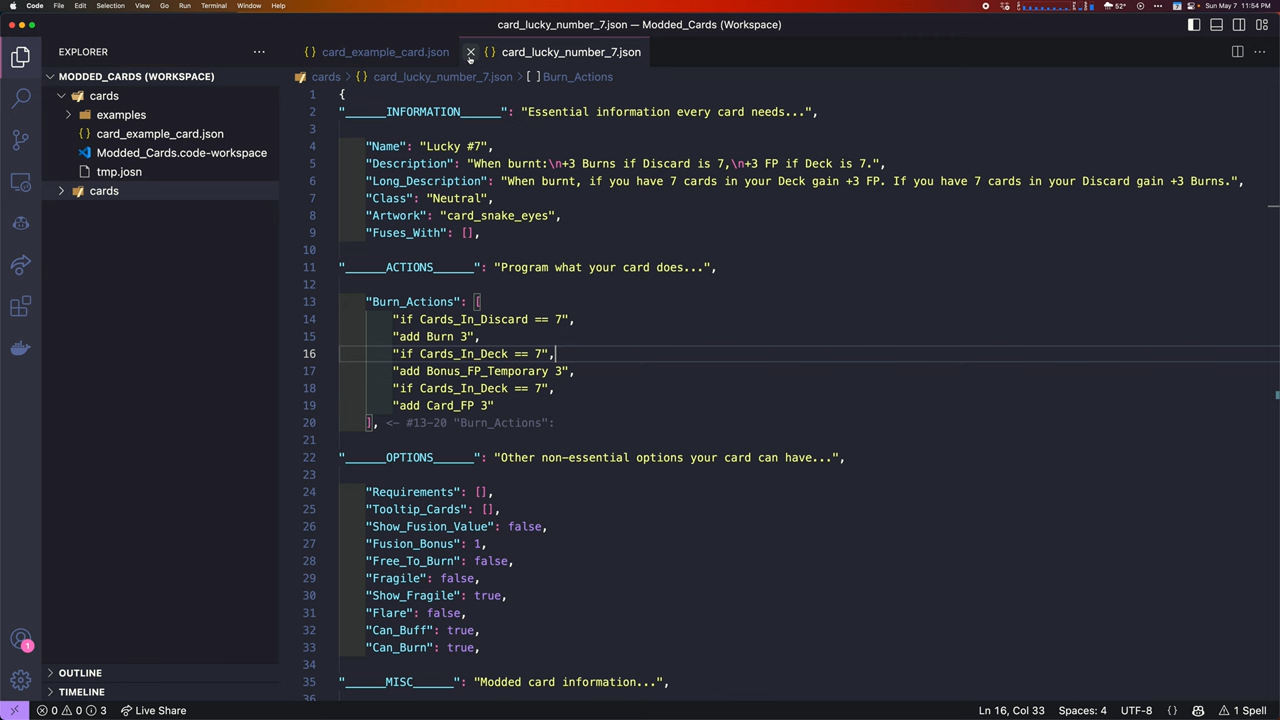 Code File Edit Selection View Go Run Terminal Window Help 52° Sun May 7 11:54 PM
card_lucky_number_7.json — Modded_Cards (Workspace)
EXPLORER
card_example_card.json
card_lucky_number_7.json
MODDED_CARDS (WORKSPACE)
cards
examples
card_example_card.json
Modded_Cards.code-workspace
tmp.josn
cards
OUTLINE
TIMELINE
cards > {} card_lucky_number_7.json > [ ] Burn_Actions
1 {
2 "______INFORMATION______": "Essential information every card needs...",
3
4 "Name": "Lucky #7",
5 "Description": "When burnt:\n+3 Burns if Discard is 7,\n+3 FP if Deck is 7.",
6 "Long_Description": "When burnt, if you have 7 cards in your Deck gain +3 FP. If you have 7 cards in your Discard gain +3 Burns.",
7 "Class": "Neutral",
8 "Artwork": "card_snake_eyes",
9 "Fuses_With": [],
10
11 "______ACTIONS______": "Program what your card does...",
12
13 "Burn_Actions": [
14 "if Cards_In_Discard == 7",
15 "add Burn 3",
16 "if Cards_In_Deck == 7",
17 "add Bonus_FP_Temporary 3",
18 "if Cards_In_Deck == 7",
19 "add Card_FP 3"
20 ], <- #13-20 "Burn_Actions":
21
22 "______OPTIONS______": "Other non-essential options your card can have...",
23
24 "Requirements": [],
25 "Tooltip_Cards": [],
26 "Show_Fusion_Value": false,
27 "Fusion_Bonus": 1,
28 "Free_To_Burn": false,
29 "Fragile": false,
30 "Show_Fragile": true,
31 "Flare": false,
32 "Can_Buff": true,
33 "Can_Burn": true,
34
35 "______MISC______": "Modded card information...",
36
1
0 0 3 Live Share Ln 16, Col 33 Spaces: 4 UTF-8 {} 1 Spell